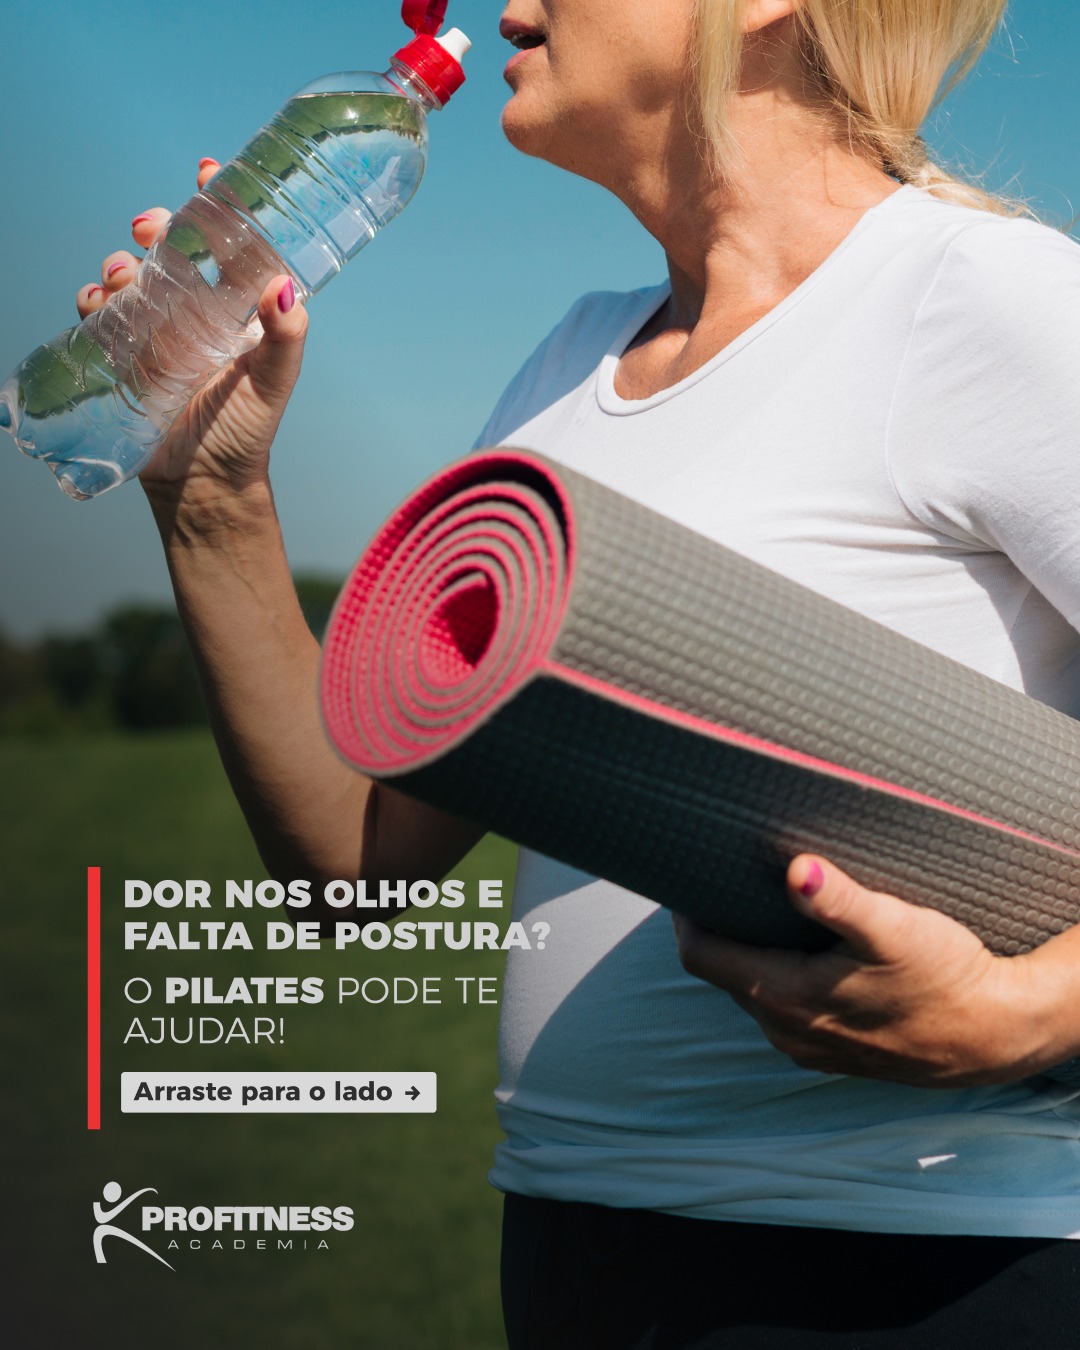 DOR NOS OLHOS E
FALTA DE POSTURA?
O PILATES PODE TE
AJUDAR!
Arraste para o lado →
PROFITNESS
ACADEMIA